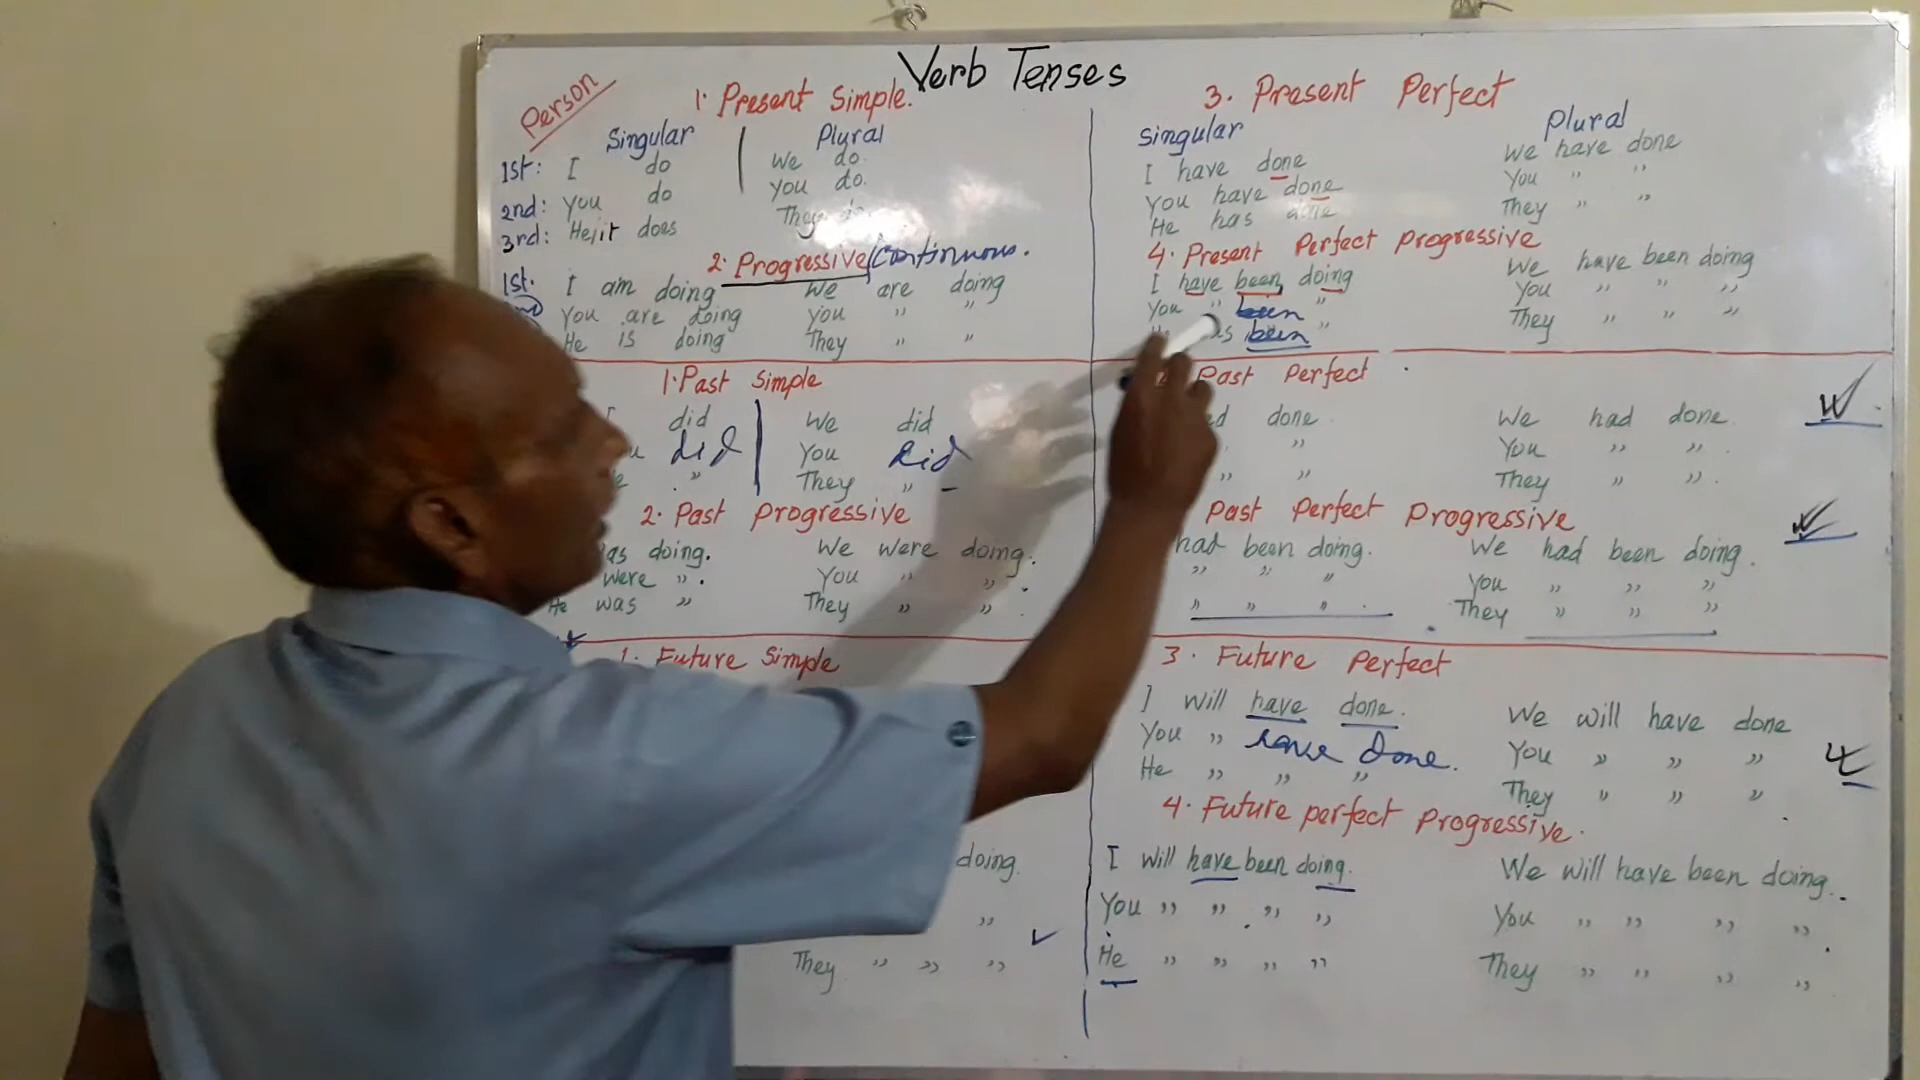 Verb Tenses
Person
1. Present Simple.
Singular Plural
1st: I do We do.
2nd: You do You do.
3rd: He,it does They do
2. Progressive/Continuous.
1st. I am doing We are doing
You are doing You " "
He is doing They " "
3. Present Perfect
Singular Plural
I have done We have done
You have done You " "
He has done They " "
4. Present Perfect Progressive
I have been doing We have been doing
You " been " You " " "
been " They " " "
1. Past Simple
did We did
did You did
" They "
2. Past Progressive
as doing. We were doing.
were ". You " "
He was " They " "
Past Perfect
done We had done
" You " "
" " They " "
Past Perfect Progressive
had been doing. We had been doing.
" " " You " " "
" " " They " " "
1. Future Simple
doing.
"
They " " "
3. Future Perfect
I will have done. We will have done
You " have done. You " " "
He " " " They " " "
4. Future perfect Progressive.
I will have been doing. We will have been doing.
You " " " " You " " " "
He " " " " They " " " "